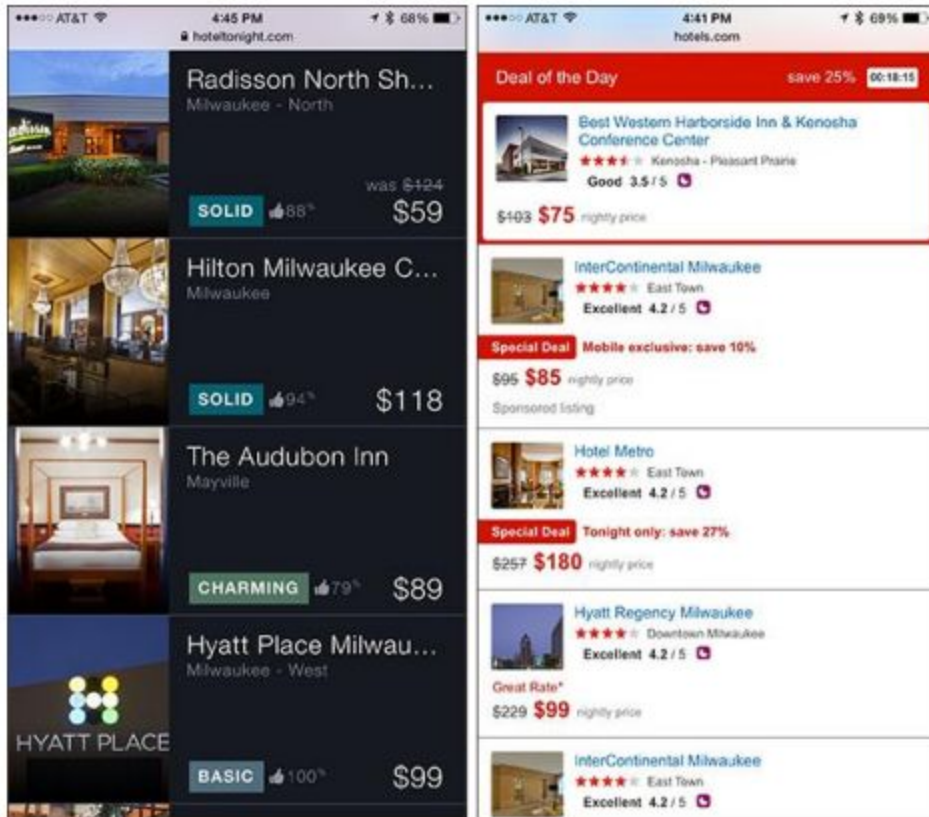 AT&T 4:45 PM 68%
hoteltonight.com
Radisson North Sh...
Milwaukee - North
was $124
SOLID 88% $59
Hilton Milwaukee C...
Milwaukee
SOLID 94% $118
The Audubon Inn
Mayville
CHARMING 79% $89
Hyatt Place Milwau...
Milwaukee - West
HYATT PLACE
BASIC 100% $99
AT&T 4:41 PM 69%
hotels.com
Deal of the Day save 25% 00:18:15
Best Western Harborside Inn & Kenosha
Conference Center
Kenosha - Pleasant Prairie
Good 3.5 / 5
$103 $75 nightly price
InterContinental Milwaukee
East Town
Excellent 4.2 / 5
Special Deal Mobile exclusive: save 10%
$95 $85 nightly price
Sponsored listing
Hotel Metro
East Town
Excellent 4.2 / 5
Special Deal Tonight only: save 27%
$257 $180 nightly price
Hyatt Regency Milwaukee
Downtown Milwaukee
Excellent 4.2 / 5
Great Rate*
$229 $99 nightly price
InterContinental Milwaukee
East Town
Excellent 4.2 / 5